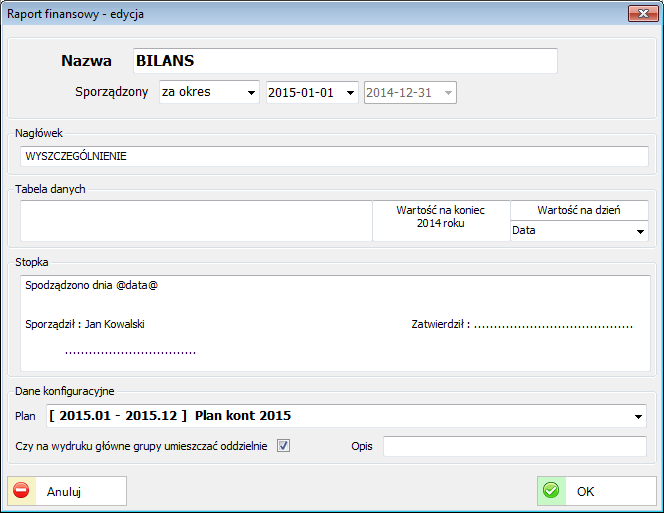 Raport finansowy - edycja
Nazwa BILANS
Sporządzony za okres 2015-01-01 2014-12-31
Nagłówek
WYSZCZEGÓLNIENIE
Tabela danych
Wartość na koniec 2014 roku
Wartość na dzień
Data
Stopka
Spodządzono dnia @data@
Sporządził : Jan Kowalski Zatwierdził : ........................................
.................................
Dane konfiguracyjne
Plan [ 2015.01 - 2015.12 ] Plan kont 2015
Czy na wydruku główne grupy umieszczać oddzielnie Opis
Anuluj OK